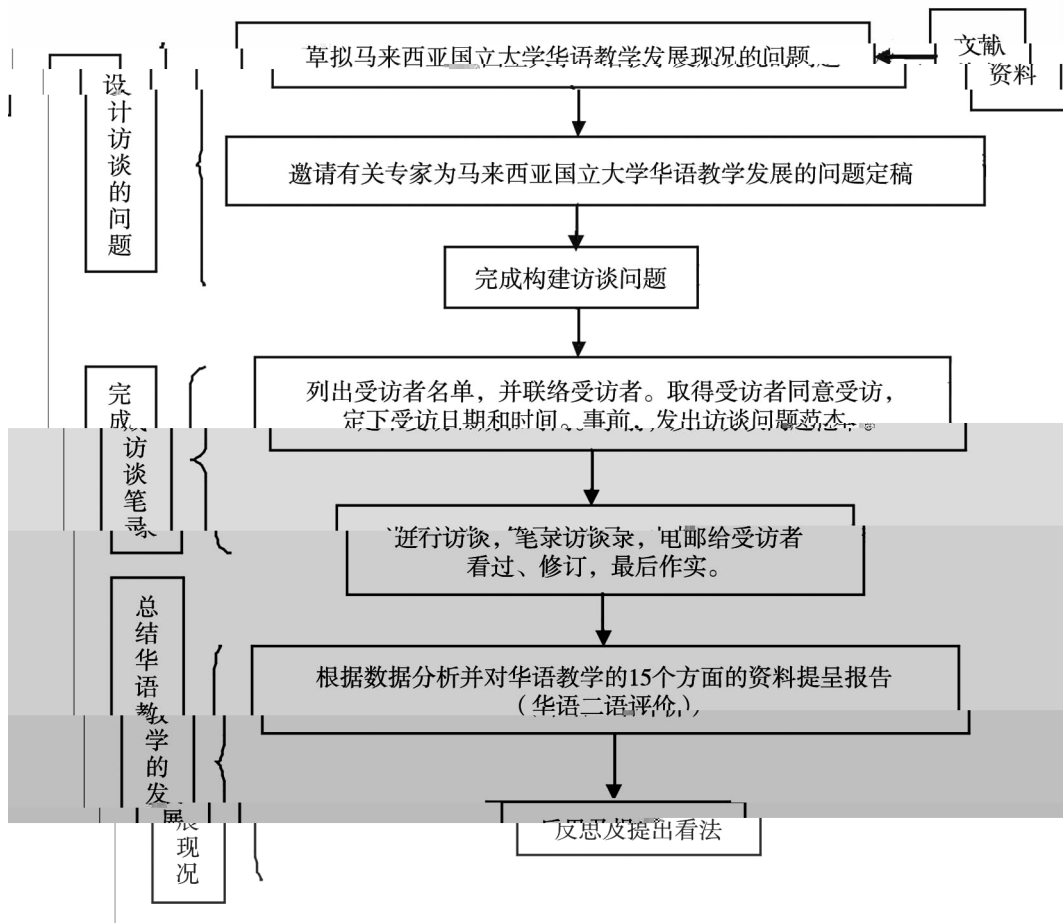 草拟马来西亚国立大学华语教学发展现况的问题
文献
资料
设计访谈的问题
邀请有关专家为马来西亚国立大学华语教学发展的问题定稿
完成构建访谈问题
完成访谈笔录
列出受访者名单，并联络受访者。取得受访者同意受访，
定下受访日期和时间。事前，发出访谈问题范本。
进行访谈，笔录访谈录，电邮给受访者
看过、修订，最后作实。
总结华语教学的发展现况
根据数据分析并对华语教学的15个方面的资料提呈报告
（华语二语评价）
反思及提出看法